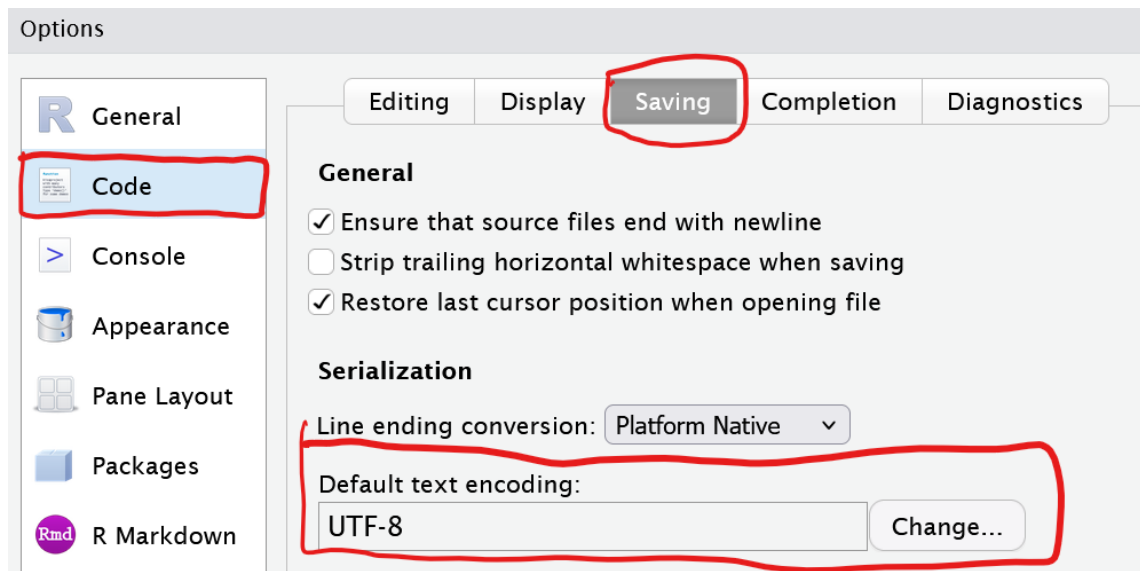 Options
General
Code
Console
Appearance
Pane Layout
Packages
Rmd R Markdown
Editing Display Saving Completion Diagnostics
General
Ensure that source files end with newline
Strip trailing horizontal whitespace when saving
Restore last cursor position when opening file
Serialization
Line ending conversion: Platform Native
Default text encoding:
UTF-8 Change...